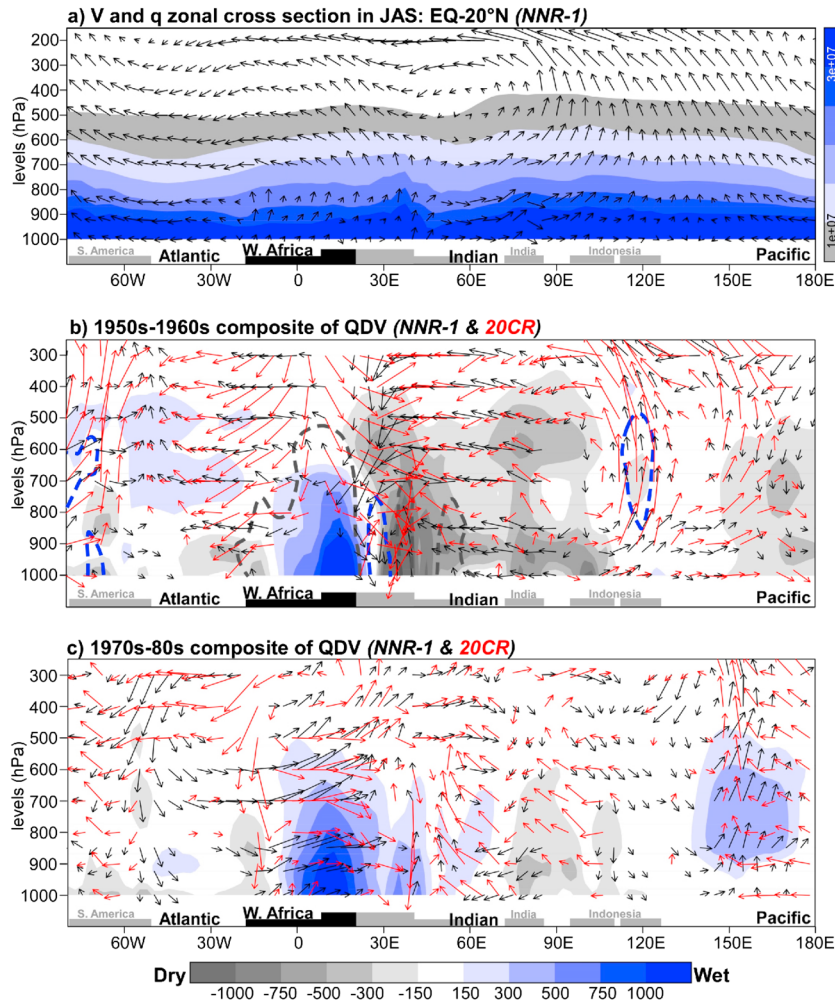 a) V and q zonal cross section in JAS: EQ-20°N (NNR-1)
levels (hPa)
200
300
400
500
600
700
800
900
1000
3e+07
1e+07
S. America Atlantic W. Africa Indian India Indonesia Pacific
60W 30W 0 30E 60E 90E 120E 150E 180E
b) 1950s-1960s composite of QDV (NNR-1 & 20CR)
levels (hPa)
300
400
500
600
700
800
900
1000
S. America Atlantic W. Africa Indian India Indonesia Pacific
60W 30W 0 30E 60E 90E 120E 150E 180E
c) 1970s-80s composite of QDV (NNR-1 & 20CR)
levels (hPa)
300
400
500
600
700
800
900
1000
S. America Atlantic W. Africa Indian India Indonesia Pacific
60W 30W 0 30E 60E 90E 120E 150E 180E
Dry Wet
-1000 -750 -500 -300 -150 150 300 500 750 1000